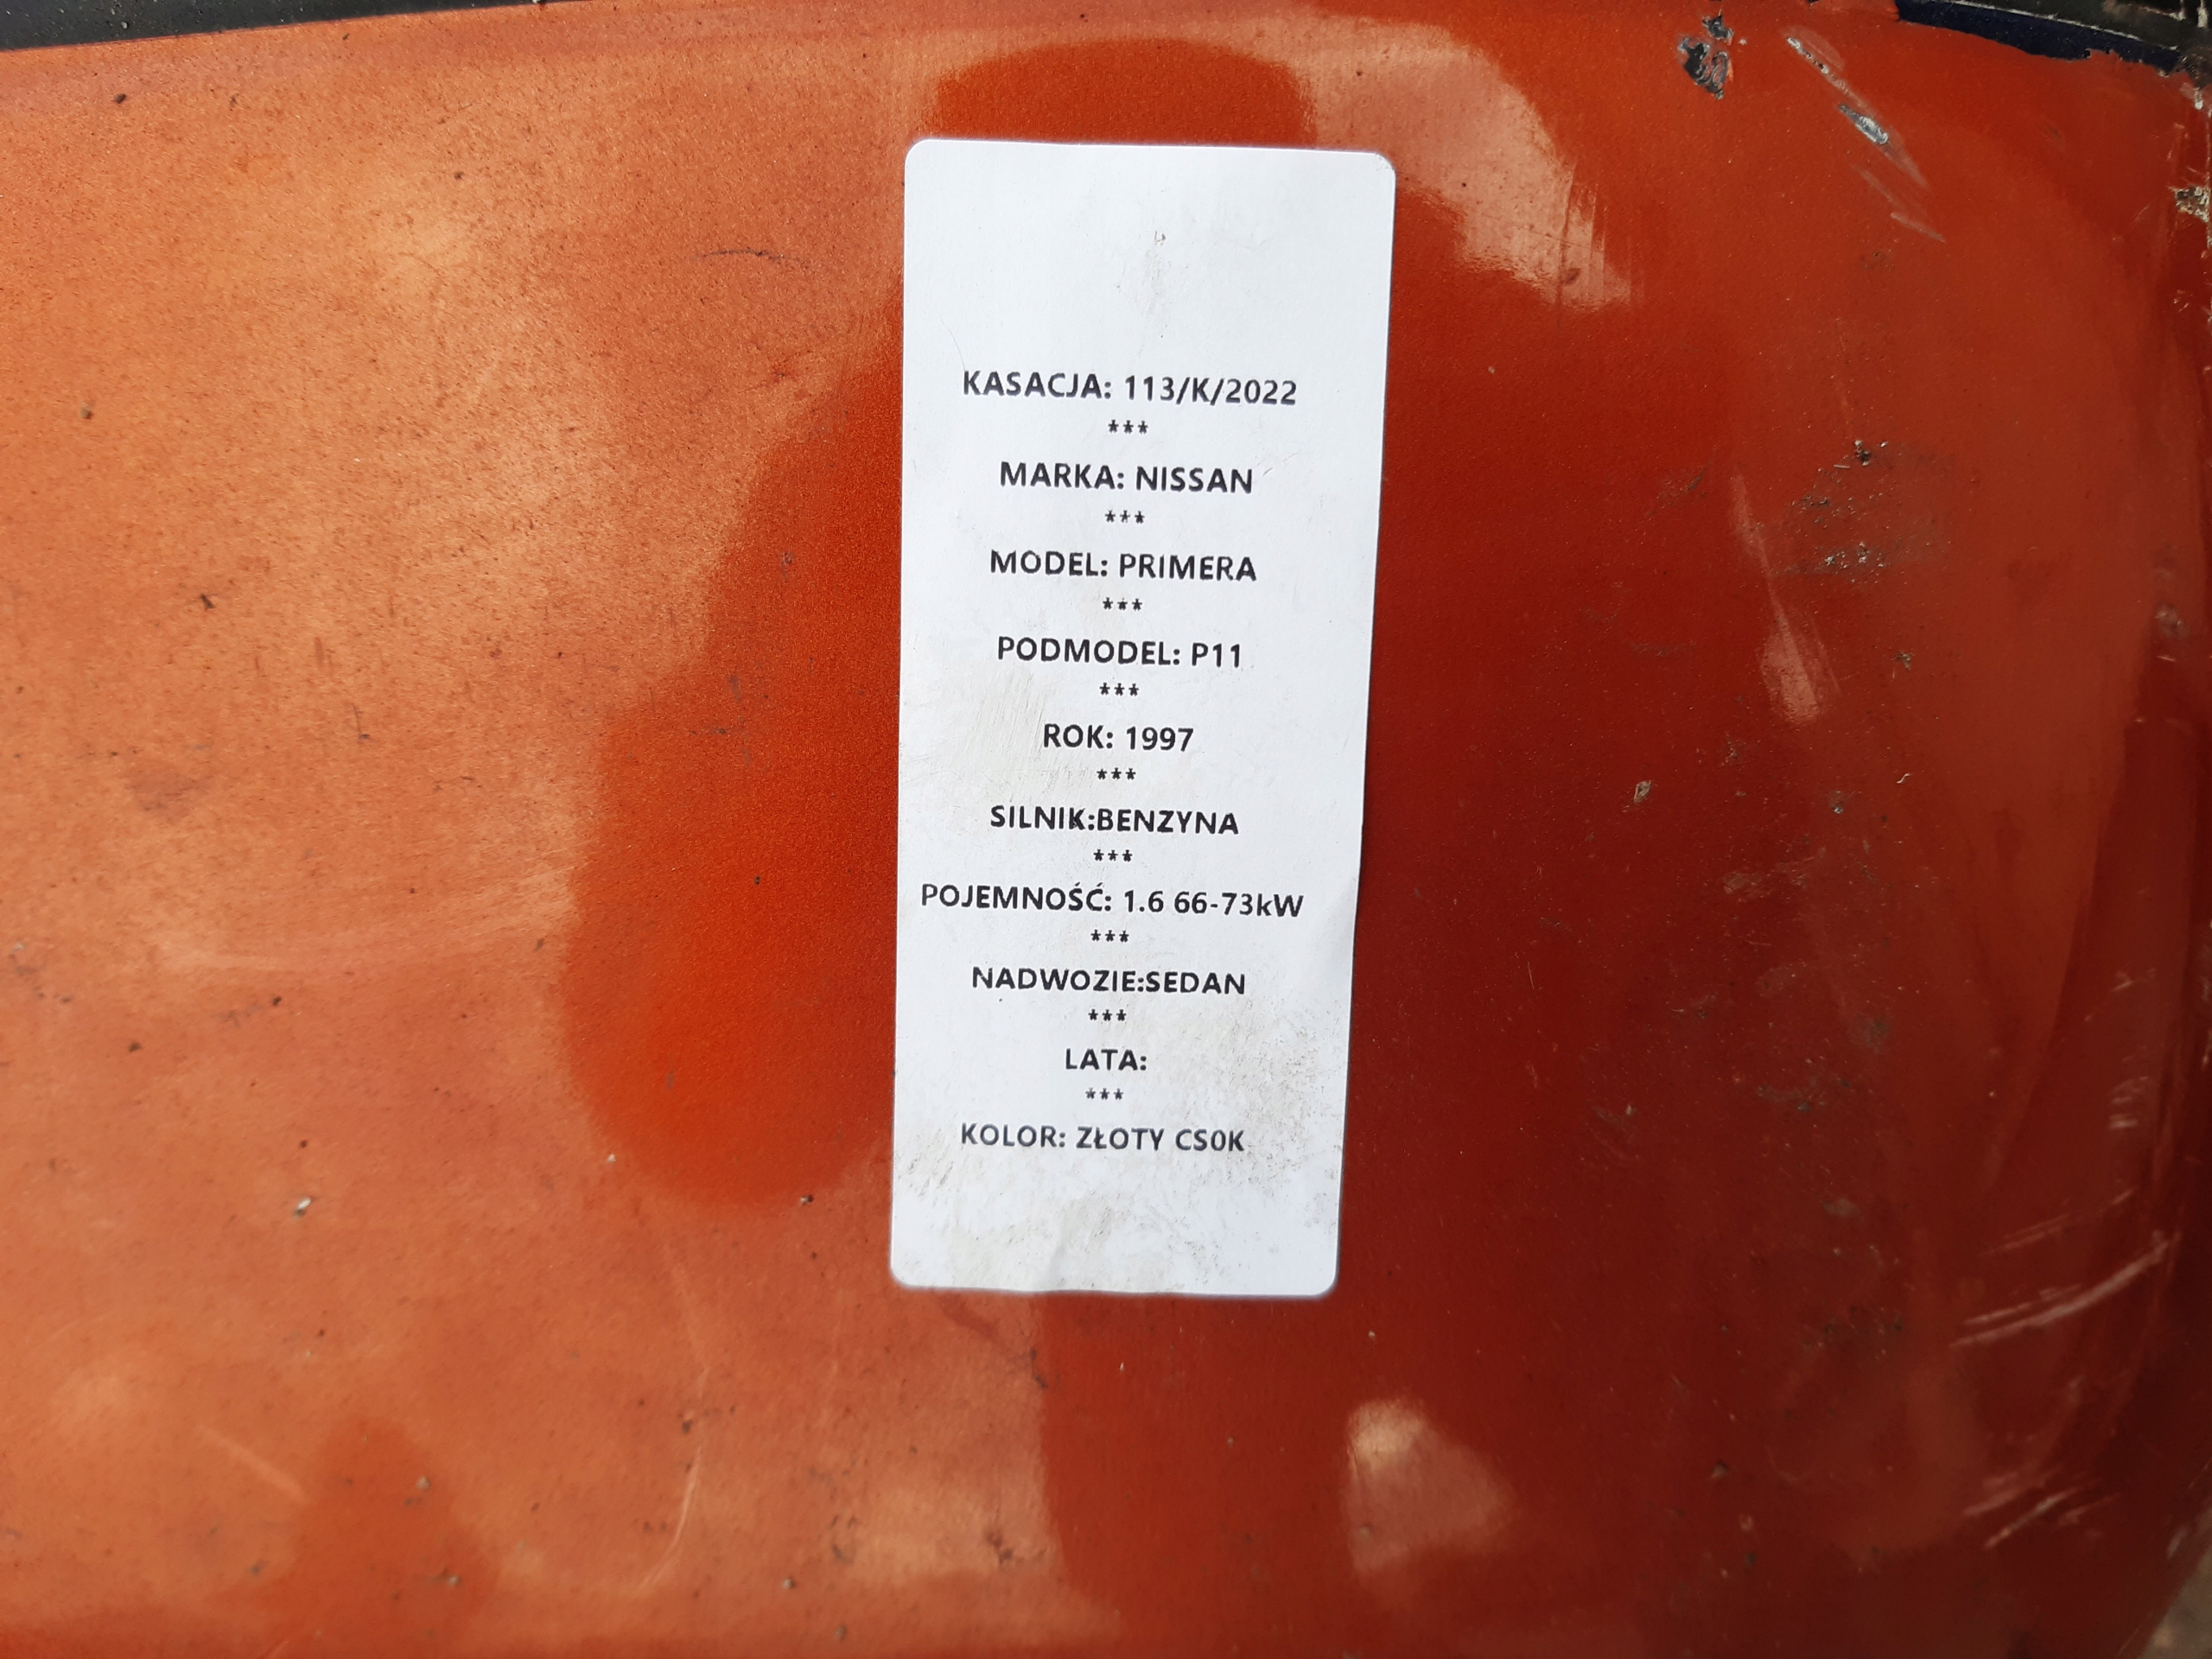 KASACJA: 113/K/2022
***
MARKA: NISSAN
***
MODEL: PRIMERA
***
PODMODEL: P11
***
ROK: 1997
***
SILNIK:BENZYNA
***
POJEMNOŚĆ: 1.6 66-73kW
***
NADWOZIE:SEDAN
***
LATA:
***
KOLOR: ZŁOTY CS0K